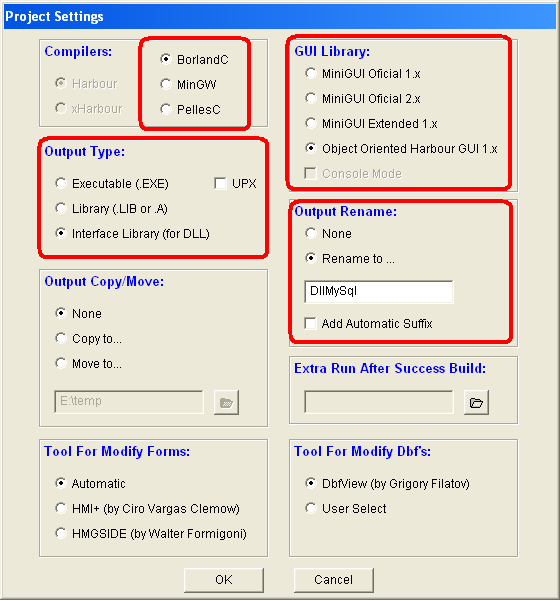 Project Settings
Compilers:
Harbour
xHarbour
BorlandC
MinGW
PellesC
GUI Library:
MiniGUI Oficial 1.x
MiniGUI Oficial 2.x
MiniGUI Extended 1.x
Object Oriented Harbour GUI 1.x
Console Mode
Output Type:
Executable (.EXE)
UPX
Library (.LIB or .A)
Interface Library (for DLL)
Output Rename:
None
Rename to ...
DllMySql
Add Automatic Suffix
Output Copy/Move:
None
Copy to...
Move to...
E:\temp
Extra Run After Success Build:
Tool For Modify Forms:
Automatic
HMI+ (by Ciro Vargas Clemow)
HMGSIDE (by Walter Formigoni)
Tool For Modify Dbf's:
DbfView (by Grigory Filatov)
User Select
OK
Cancel